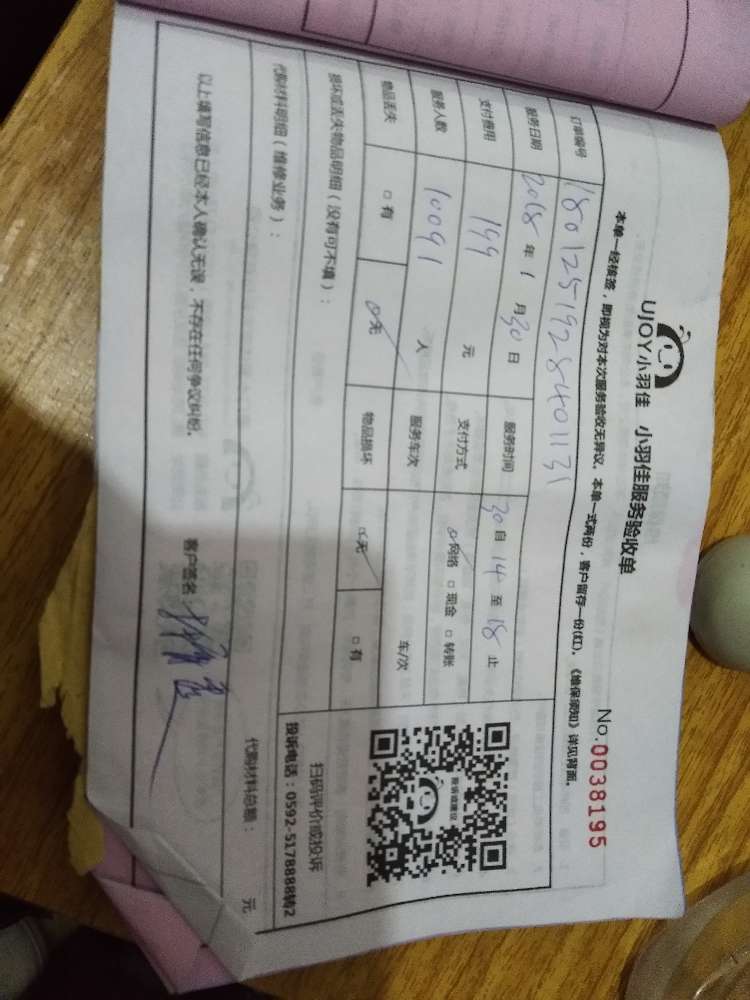 UJOY小羽佳 小羽佳服务验收单
No.0038195
本单一经核签，即视为对本次服务验收无异议。本单一式两份，客户留存一份(红)。《维保须知》详见背面。
订单编号 180125192840 1131
服务日期 2018 年 1 月 30 日 服务时间 30 自 14 至 18 止
支付费用 199 元 支付方式 ☑网络 □现金 □转账
服务人数 10091 人 服务车次 车/次
物品丢失 □有 ☑无 物品损坏 ☑无 □有
损坏或丢失物品明细（没有可不填）：
代购材料明细（维修业务）：
代购材料总额： 元
投诉或建议
扫码评价或投诉
投诉电话：0592-5178888转2
以上填写信息已经本人确认无误，不存在任何争议纠纷。 客户签名